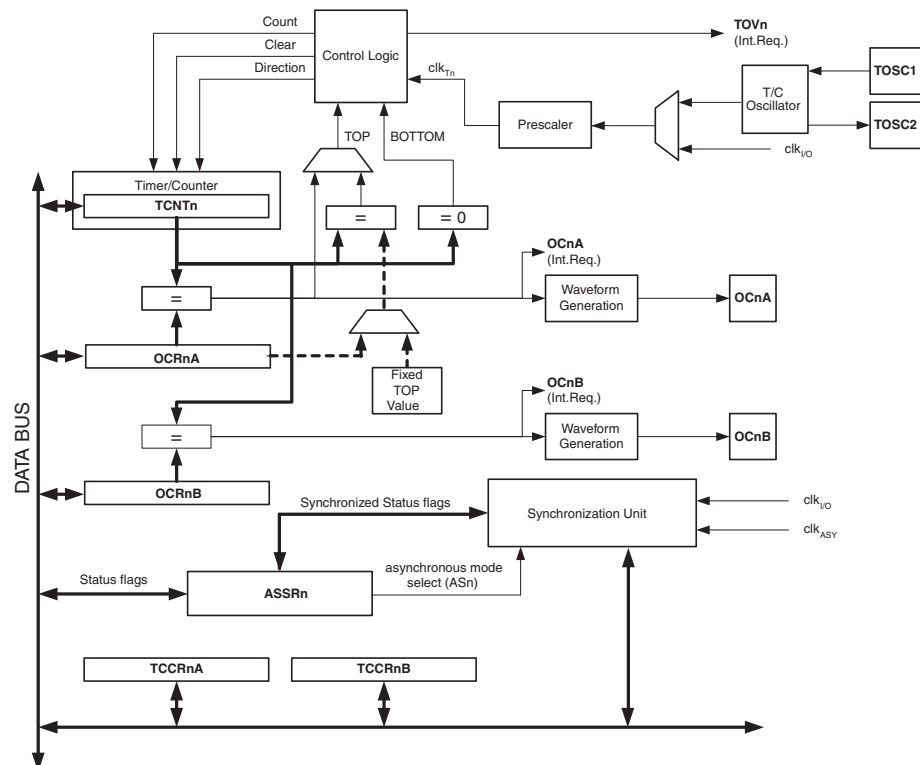 Count
Clear
Direction
Control Logic
TOVn
(Int.Req.)
clkTn
TOSC1
T/C
Oscillator
TOSC2
Prescaler
clkI/O
TOP
BOTTOM
Timer/Counter
TCNTn
=
= 0
OCnA
(Int.Req.)
=
Waveform
Generation
OCnA
OCRnA
Fixed
TOP
Value
OCnB
(Int.Req.)
=
Waveform
Generation
OCnB
DATA BUS
OCRnB
Synchronized Status flags
Synchronization Unit
clkI/O
clkASY
Status flags
ASSRn
asynchronous mode
select (ASn)
TCCRnA
TCCRnB